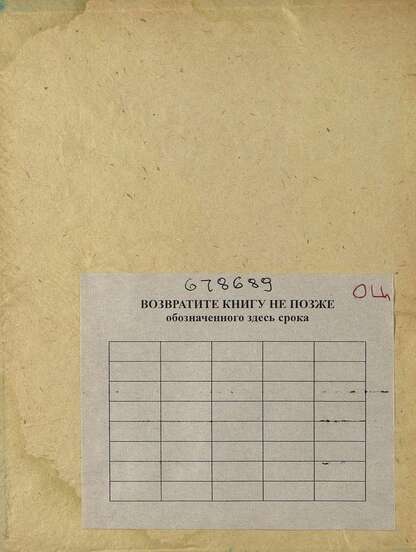 678689
ОЦ
ВОЗВРАТИТЕ КНИГУ НЕ ПОЗЖЕ
обозначенного здесь срока